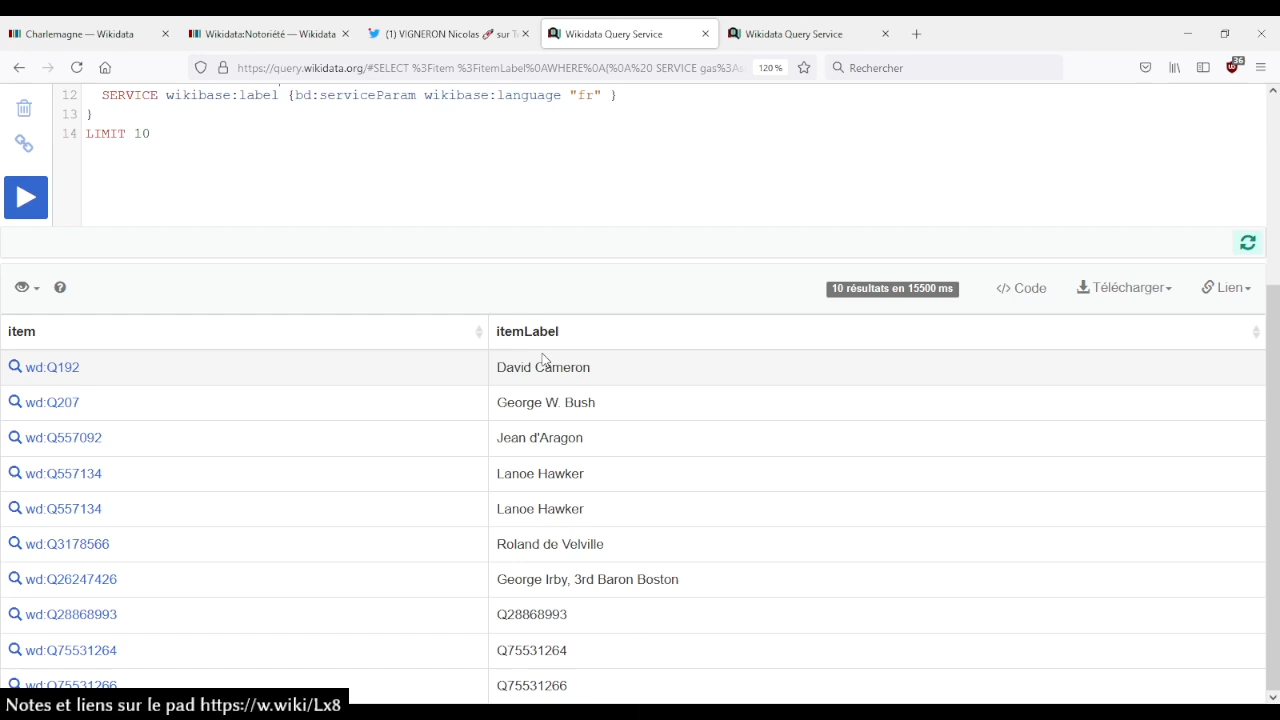 Charlemagne — Wikidata
Wikidata:Notoriété — Wikidata
(1) VIGNERON Nicolas 🚀 sur T
Wikidata Query Service
Wikidata Query Service
https://query.wikidata.org/#SELECT %3Fitem %3FitemLabel%0AWHERE%0A{%0A%20 SERVICE gas%3A
120 %
Rechercher
36
12 SERVICE wikibase:label {bd:serviceParam wikibase:language "fr" }
13 }
14 LIMIT 10
10 résultats en 15500 ms
</> Code
Télécharger
Lien
item itemLabel
wd:Q192 David Cameron
wd:Q207 George W. Bush
wd:Q557092 Jean d'Aragon
wd:Q557134 Lanoe Hawker
wd:Q557134 Lanoe Hawker
wd:Q3178566 Roland de Velville
wd:Q26247426 George Irby, 3rd Baron Boston
wd:Q28868993 Q28868993
wd:Q75531264 Q75531264
wd:Q75531266 Q75531266
Notes et liens sur le pad https://w.wiki/Lx8